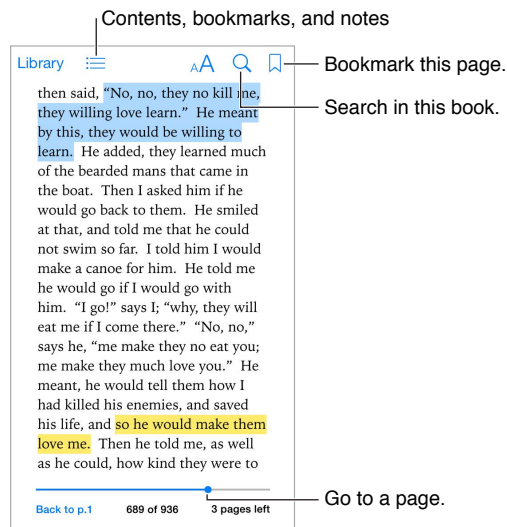 Contents, bookmarks, and notes
Library
AA
Bookmark this page.
Search in this book.
then said, “No, no, they no kill me,
they willing love learn.” He meant
by this, they would be willing to
learn. He added, they learned much
of the bearded mans that came in
the boat. Then I asked him if he
would go back to them. He smiled
at that, and told me that he could
not swim so far. I told him I would
make a canoe for him. He told me
he would go if I would go with
him. “I go!” says I; “why, they will
eat me if I come there.” “No, no,”
says he, “me make they no eat you;
me make they much love you.” He
meant, he would tell them how I
had killed his enemies, and saved
his life, and so he would make them
love me. Then he told me, as well
as he could, how kind they were to
Go to a page.
Back to p.1 689 of 936 3 pages left